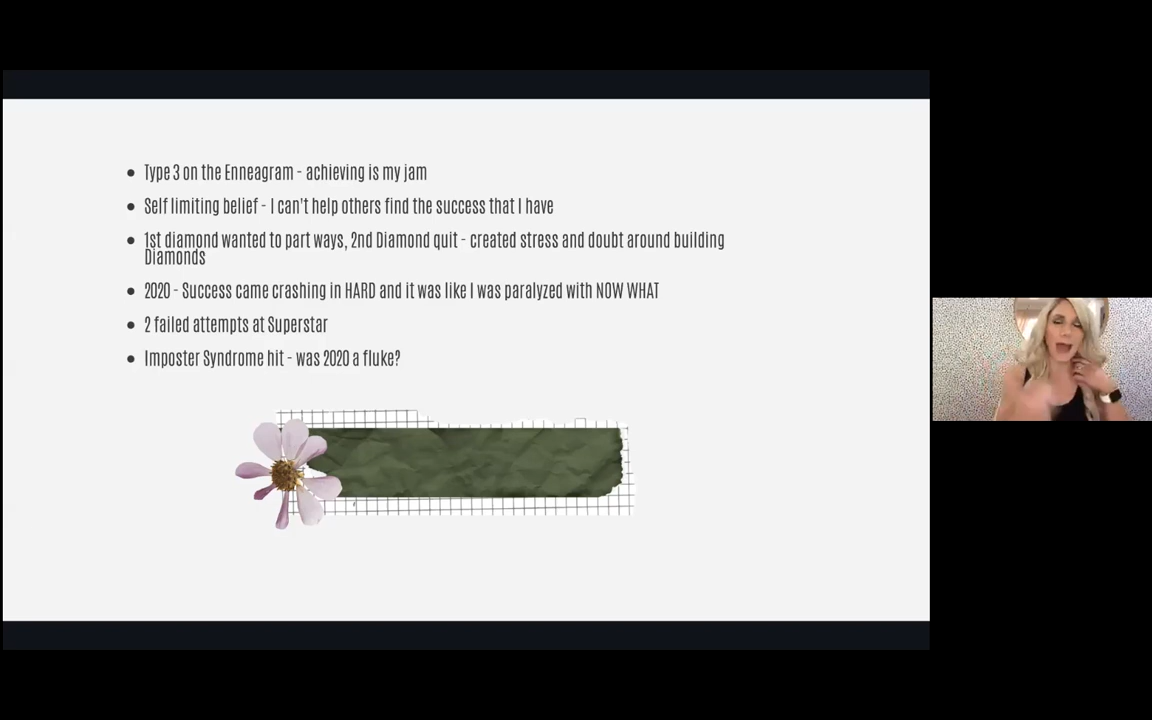 Type 3 on the Enneagram - achieving is my jam
Self limiting belief - I can't help others find the success that I have
1st diamond wanted to part ways, 2nd Diamond quit - created stress and doubt around building
Diamonds
2020 - Success came crashing in HARD and it was like I was paralyzed with NOW WHAT
2 failed attempts at Superstar
Imposter Syndrome hit - was 2020 a fluke?